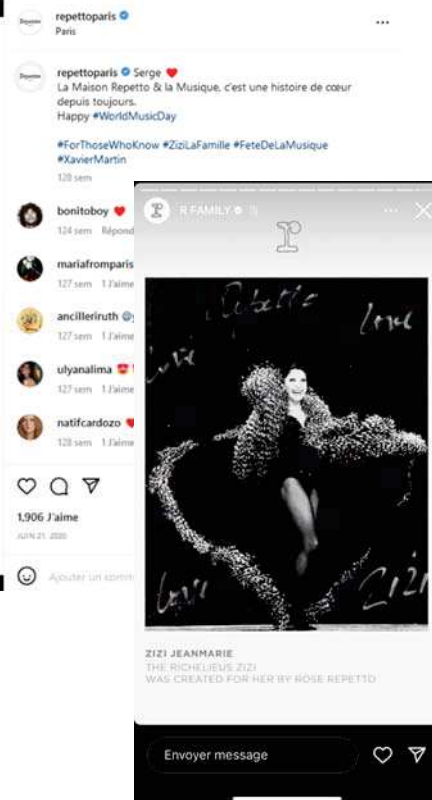 repettoparis
Paris
repettoparis Serge ❤️
La Maison Repetto & la Musique, c'est une histoire de cœur
depuis toujours.
Happy #WorldMusicDay
#ForThoseWhoKnow #ZiziLaFamille #FeteDeLaMusique
#XavierMartin
128 sem
bonitoboy ❤️
124 sem Répond
mariafromparis
127 sem 1 J'aime
ancilleriruth
127 sem 1 J'aime
ulyanalima 😍
127 sem 1 J'aime
natifcardozo ❤️
128 sem 1 J'aime
1,906 J'aime
JUIN 21, 2020
Ajouter un comm
R FAMILY
r
Repetto
Love
Love
Love
Zizi
ZIZI JEANMARIE
THE RICHELIEUS ZIZI
WAS CREATED FOR HER BY ROSE REPETTO
Envoyer message